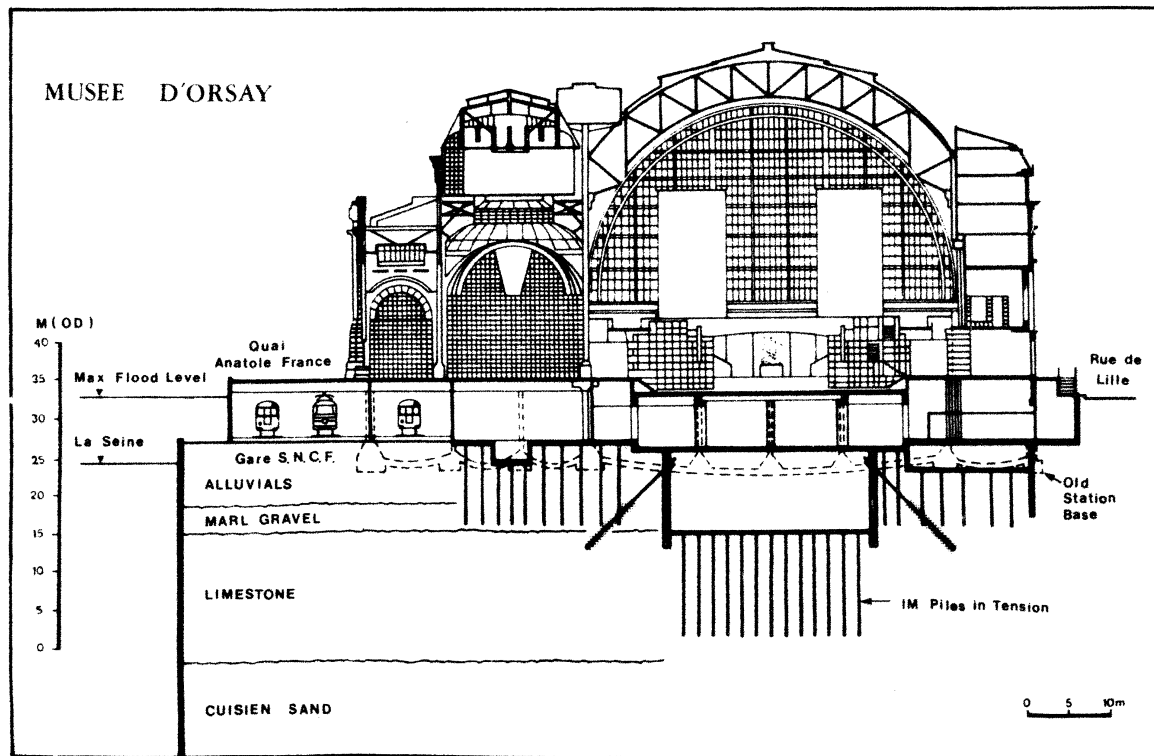 MUSEE D'ORSAY
M(OD)
40
35
30
25
20
15
10
5
0
Quai
Anatole France
Max Flood Level
La Seine
Gare S.N.C.F.
ALLUVIALS
MARL GRAVEL
LIMESTONE
CUISIEN SAND
Rue de
Lille
Old
Station
Base
IM Piles in Tension
0 5 10m